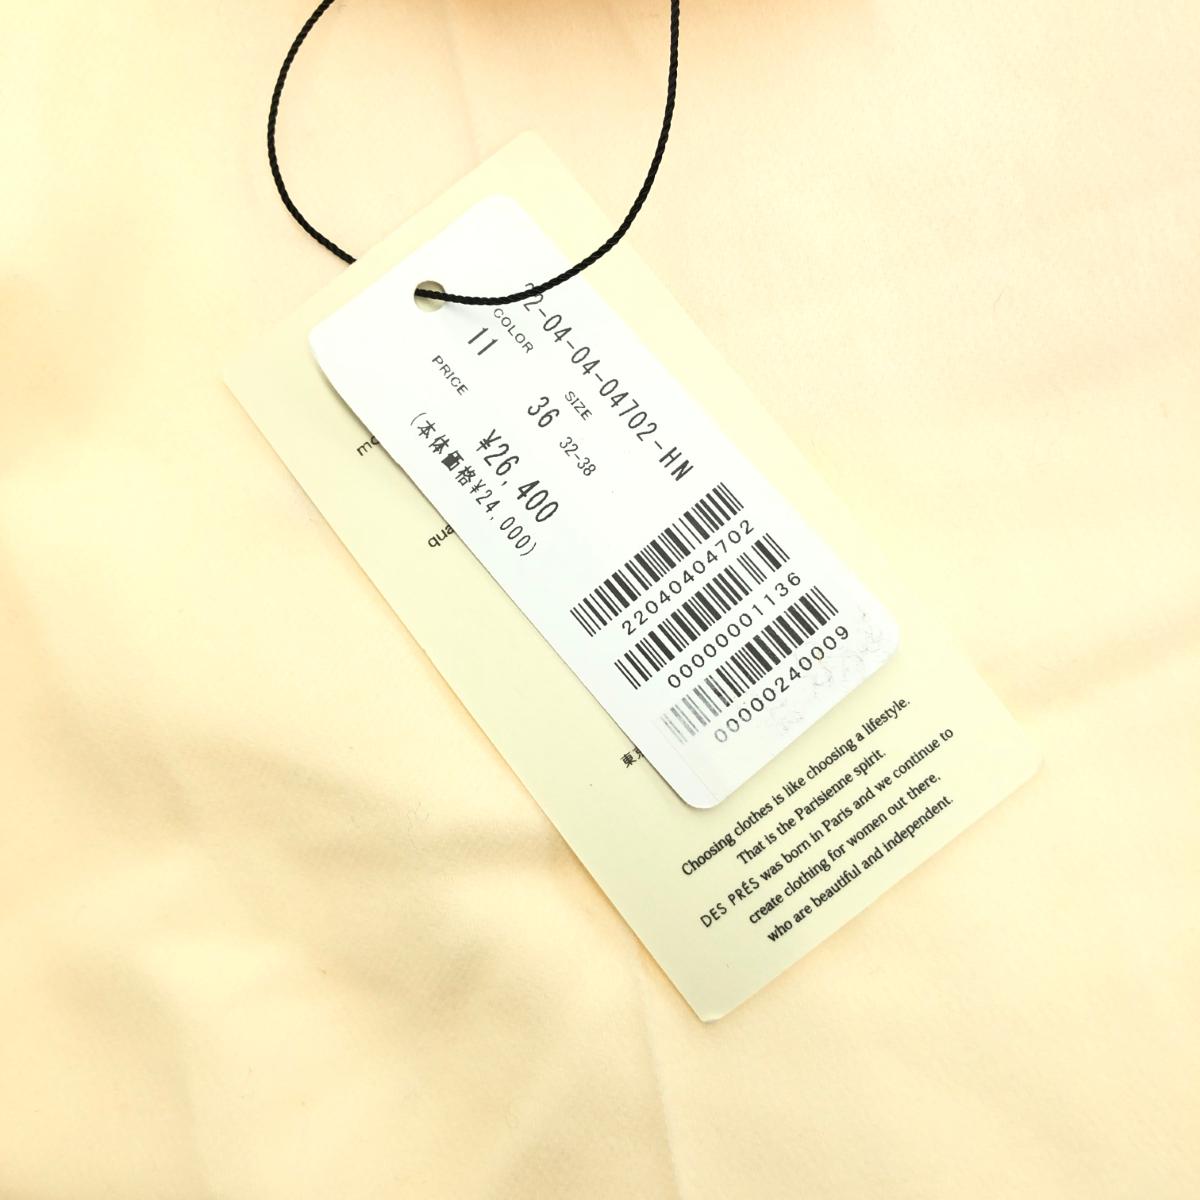 22-04-04-04702-HN
COLOR
SIZE
11
36 32-38
PRICE
¥26,400
(本体価格¥24,000)
22040404702
00000001136
00000240009
qua
Choosing clothes is like choosing a lifestyle.
That is the Parisienne spirit.
DES PRÉS was born in Paris and we continue to
create clothing for women out there,
who are beautiful and independent.